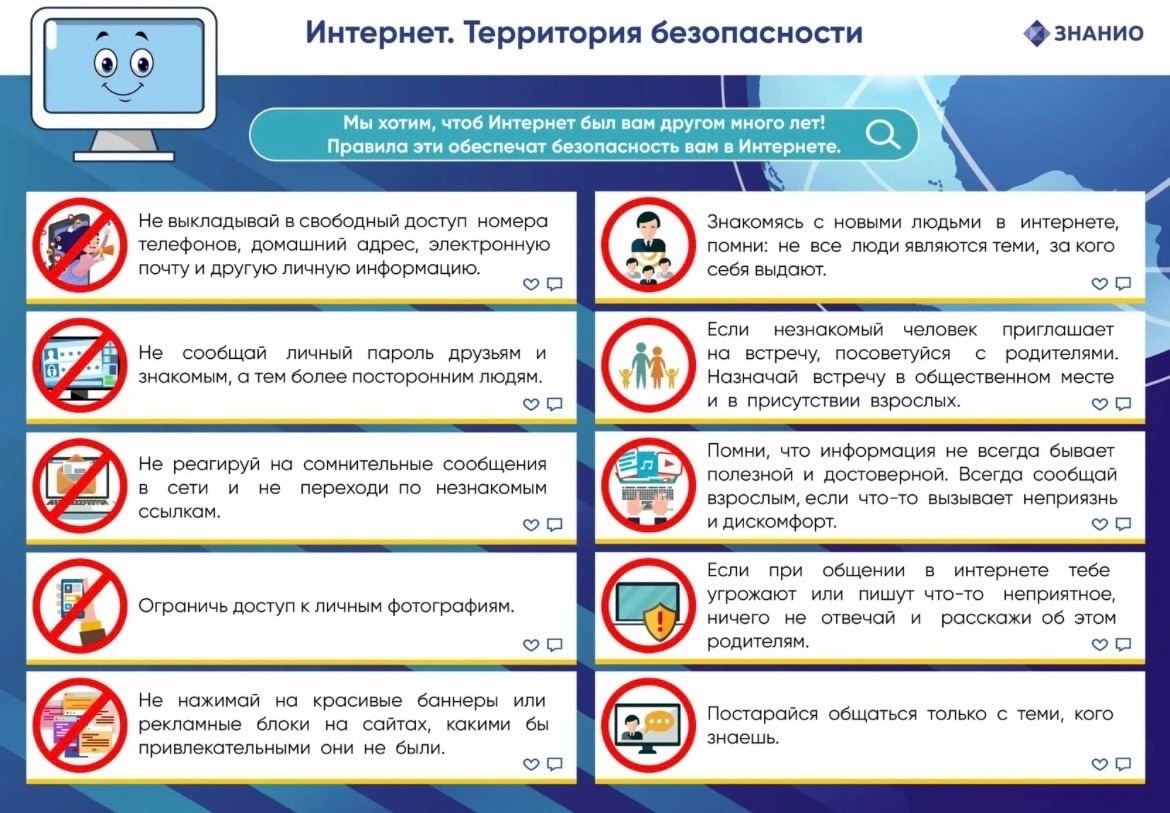 Интернет. Территория безопасности
ЗНАНИО
Мы хотим, чтоб Интернет был вам другом много лет!
Правила эти обеспечат безопасность вам в Интернете.
Не выкладывай в свободный доступ номера
телефонов, домашний адрес, электронную
почту и другую личную информацию.
Не сообщай личный пароль друзьям и
знакомым, а тем более посторонним людям.
Не реагируй на сомнительные сообщения
в сети и не переходи по незнакомым
ссылкам.
Ограничь доступ к личным фотографиям.
Не нажимай на красивые баннеры или
рекламные блоки на сайтах, какими бы
привлекательными они не были.
Знакомясь с новыми людьми в интернете,
помни: не все люди являются теми, за кого
себя выдают.
Если незнакомый человек приглашает
на встречу, посоветуйся с родителями.
Назначай встречу в общественном месте
и в присутствии взрослых.
Помни, что информация не всегда бывает
полезной и достоверной. Всегда сообщай
взрослым, если что-то вызывает неприязнь
и дискомфорт.
Если при общении в интернете тебе
угрожают или пишут что-то неприятное,
ничего не отвечай и расскажи об этом
родителям.
Постарайся общаться только с теми, кого
знаешь.